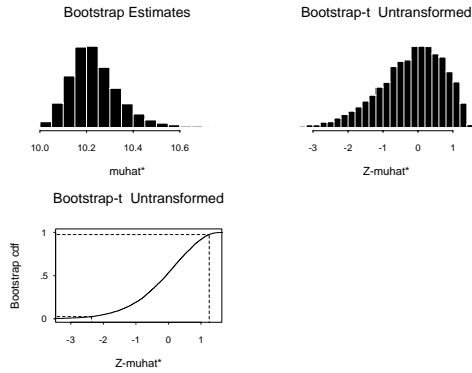 Bootstrap Estimates
10.0 10.2 10.4 10.6
muhat*
Bootstrap-t Untransformed
-3 -2 -1 0 1
Z-muhat*
Bootstrap-t Untransformed
Bootstrap cdf
1
.5
0
-3 -2 -1 0 1
Z-muhat*